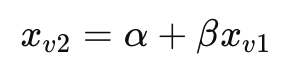 x_{v2} = α + βx_{v1}